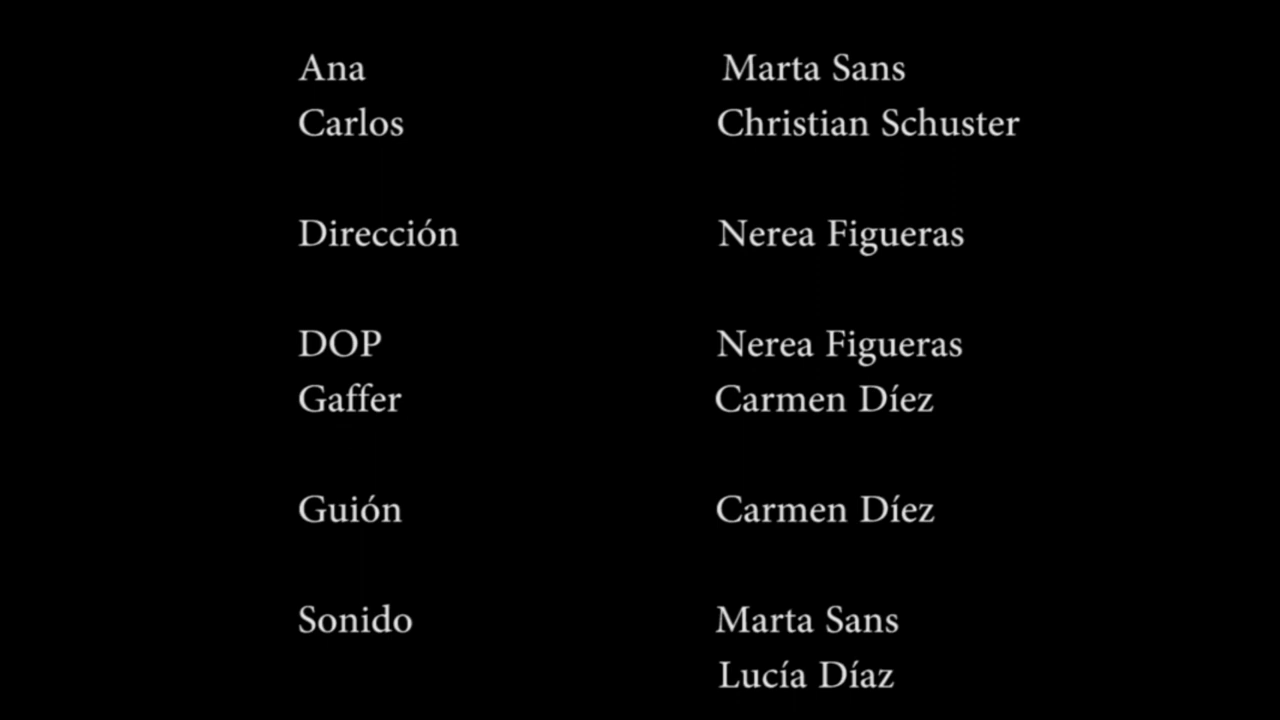 Ana Marta Sans
Carlos Christian Schuster
Dirección Nerea Figueras
DOP Nerea Figueras
Gaffer Carmen Díez
Guión Carmen Díez
Sonido Marta Sans
Lucía Díaz